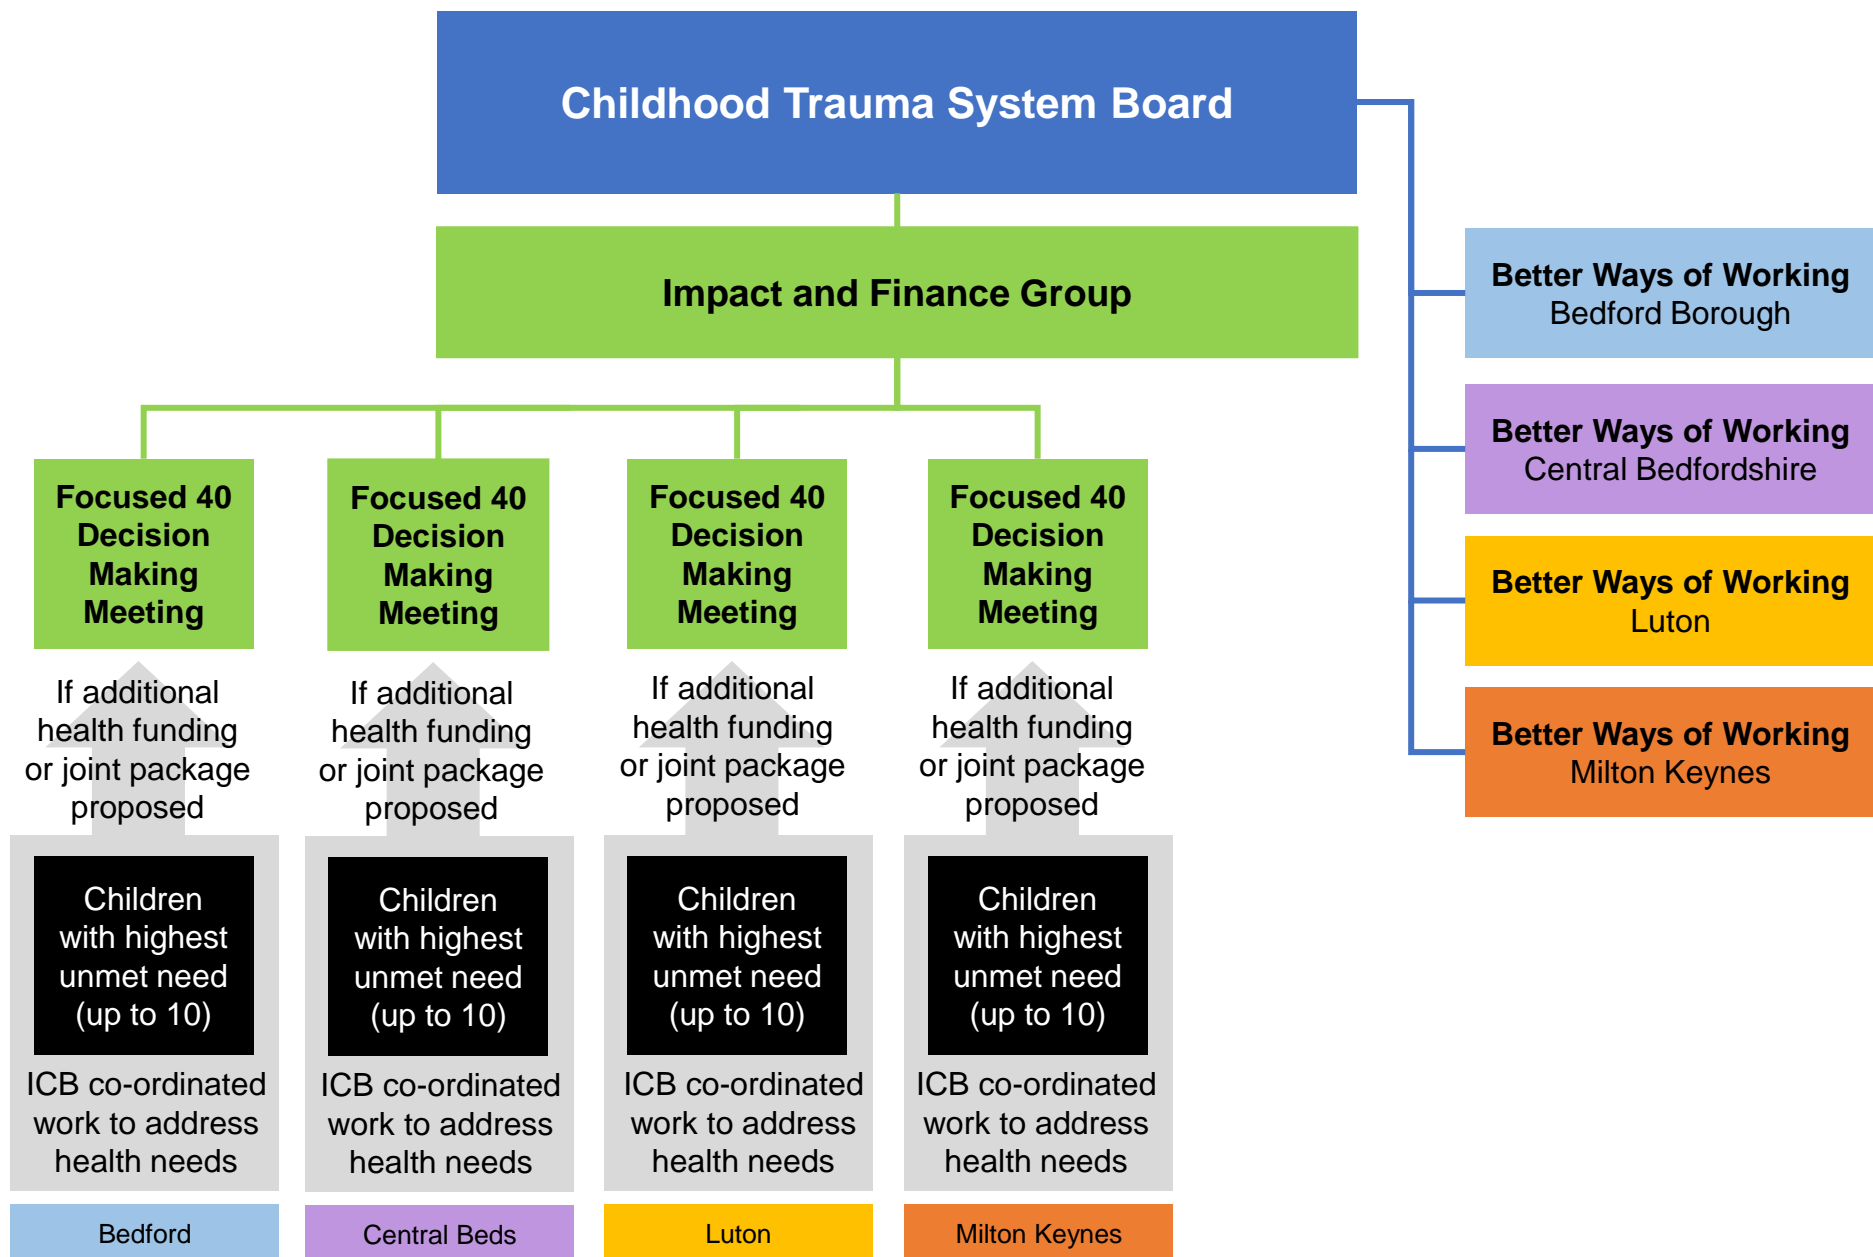 Childhood Trauma System Board
Impact and Finance Group
Better Ways of Working
Bedford Borough
Better Ways of Working
Central Bedfordshire
Better Ways of Working
Luton
Better Ways of Working
Milton Keynes
Focused 40
Decision
Making
Meeting
If additional
health funding
or joint package
proposed
Children
with highest
unmet need
(up to 10)
ICB co-ordinated
work to address
health needs
Bedford
Focused 40
Decision
Making
Meeting
If additional
health funding
or joint package
proposed
Children
with highest
unmet need
(up to 10)
ICB co-ordinated
work to address
health needs
Central Beds
Focused 40
Decision
Making
Meeting
If additional
health funding
or joint package
proposed
Children
with highest
unmet need
(up to 10)
ICB co-ordinated
work to address
health needs
Luton
Focused 40
Decision
Making
Meeting
If additional
health funding
or joint package
proposed
Children
with highest
unmet need
(up to 10)
ICB co-ordinated
work to address
health needs
Milton Keynes